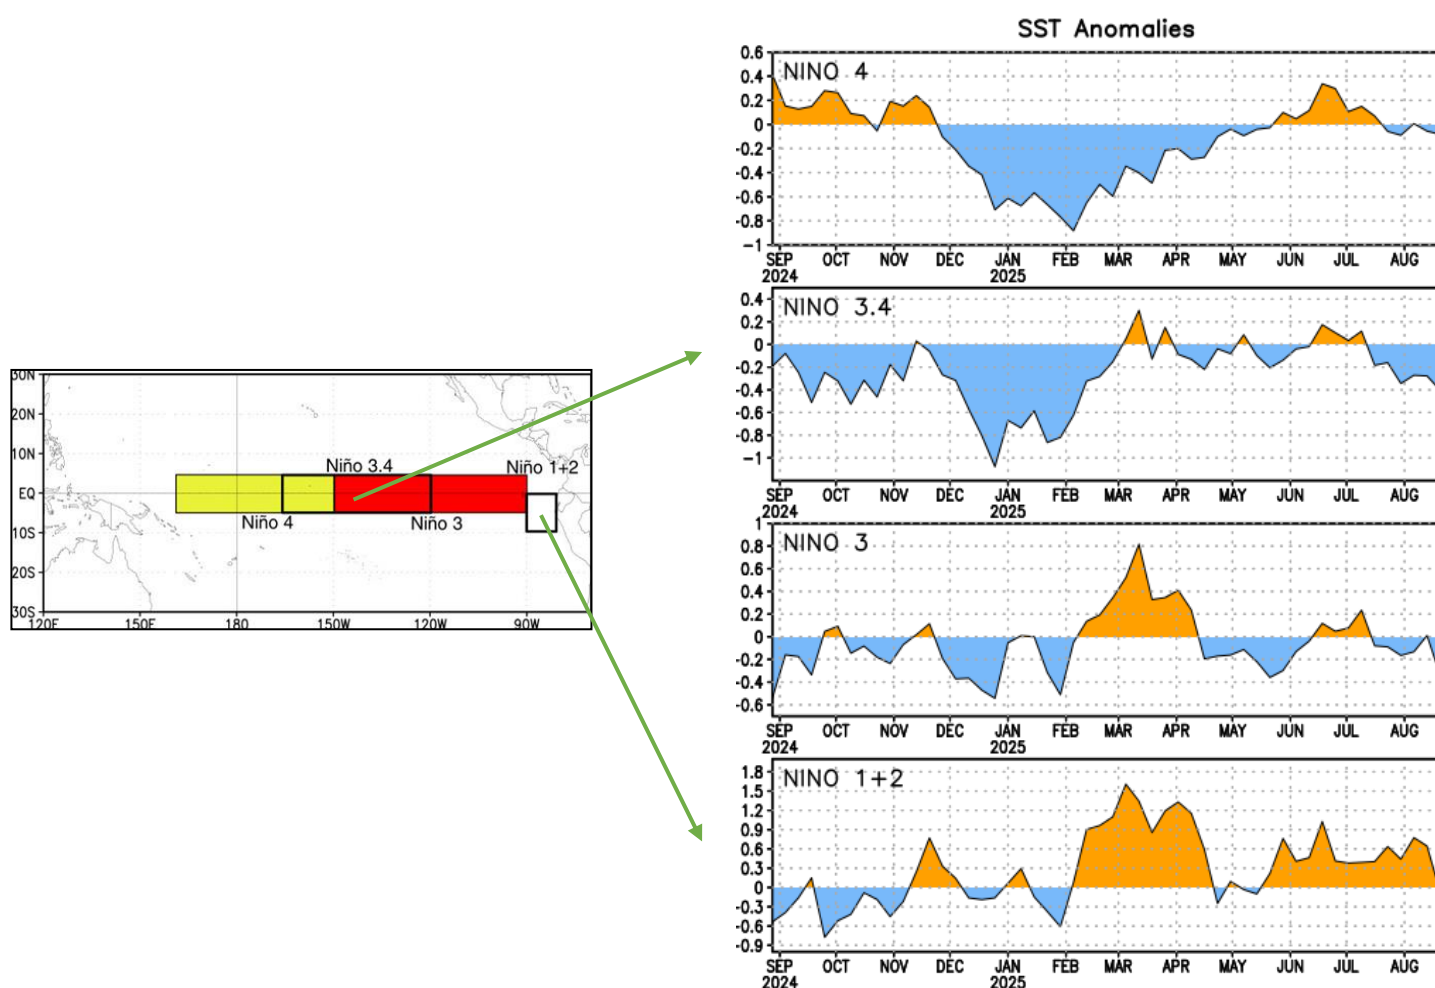 SST Anomalies
NINO 4
0.6
0.4
0.2
0
-0.2
-0.4
-0.6
-0.8
-1
SEP OCT NOV DEC JAN FEB MAR APR MAY JUN JUL AUG
2024 2025
NINO 3.4
0.4
0.2
0
-0.2
-0.4
-0.6
-0.8
-1
SEP OCT NOV DEC JAN FEB MAR APR MAY JUN JUL AUG
2024 2025
NINO 3
1
0.8
0.6
0.4
0.2
0
-0.2
-0.4
-0.6
SEP OCT NOV DEC JAN FEB MAR APR MAY JUN JUL AUG
2024 2025
NINO 1+2
1.8
1.5
1.2
0.9
0.6
0.3
0
-0.3
-0.6
-0.9
SEP OCT NOV DEC JAN FEB MAR APR MAY JUN JUL AUG
2024 2025
30N
20N
10N
EQ
10S
20S
30S
120E 150E 180 150W 120W 90W
Niño 3.4
Niño 1+2
Niño 4
Niño 3